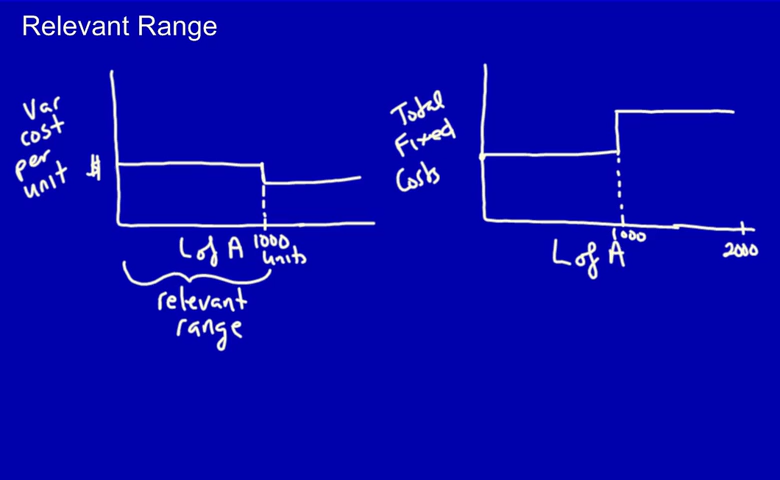 Relevant Range
Var
cost
per
unit
$
L of A
1000
units
relevant
range
Total
Fixed
Costs
L of A
1000
2000